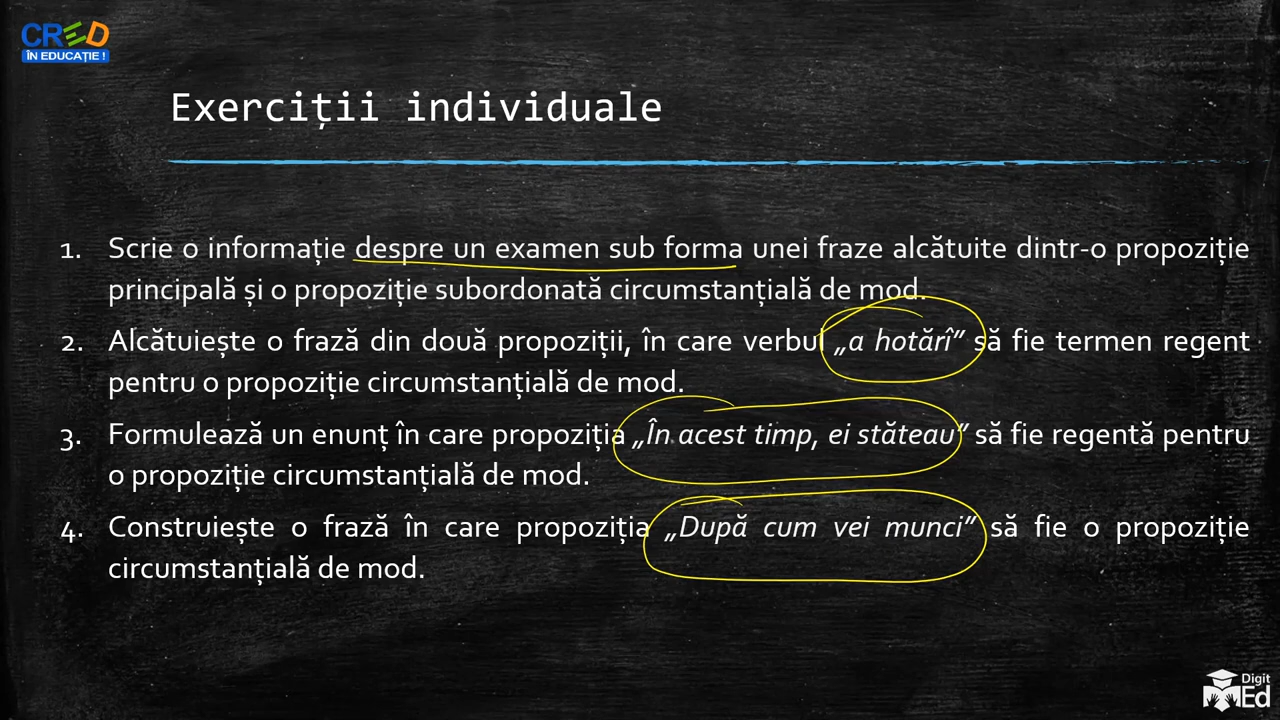 CRED
ÎN EDUCAȚIE !
Exerciții individuale
1. Scrie o informație despre un examen sub forma unei fraze alcătuite dintr-o propoziție
principală și o propoziție subordonată circumstanțială de mod.
2. Alcătuiește o frază din două propoziții, în care verbul „a hotărî” să fie termen regent
pentru o propoziție circumstanțială de mod.
3. Formulează un enunț în care propoziția „În acest timp, ei stăteau” să fie regentă pentru
o propoziție circumstanțială de mod.
4. Construiește o frază în care propoziția „După cum vei munci” să fie o propoziție
circumstanțială de mod.
Digit
Ed